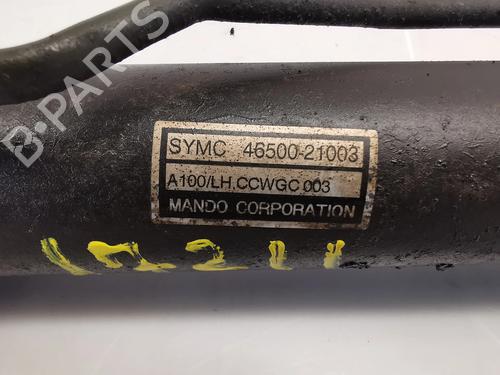 B-PARTS
SYMC 46500-21003
A100/LH.CCWGC 003
MANDO CORPORATION